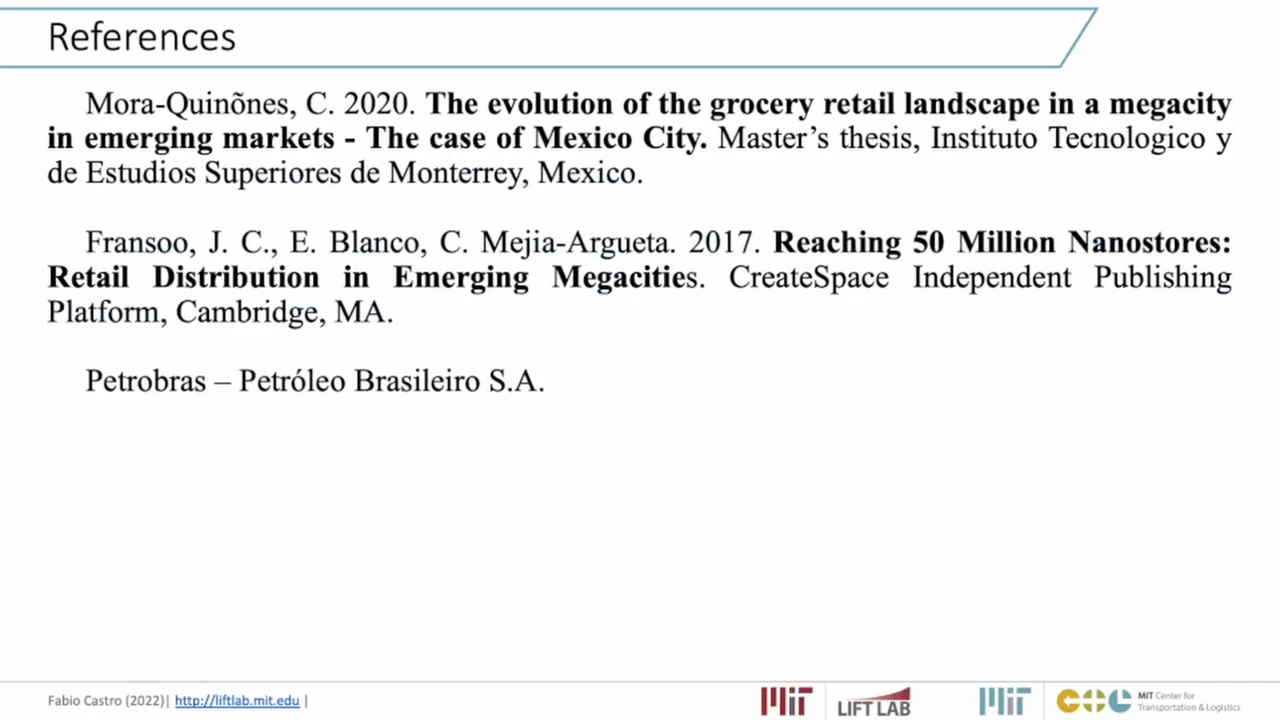 References
Mora-Quinõnes, C. 2020. The evolution of the grocery retail landscape in a megacity
in emerging markets - The case of Mexico City. Master’s thesis, Instituto Tecnologico y
de Estudios Superiores de Monterrey, Mexico.
Fransoo, J. C., E. Blanco, C. Mejia-Argueta. 2017. Reaching 50 Million Nanostores:
Retail Distribution in Emerging Megacities. CreateSpace Independent Publishing
Platform, Cambridge, MA.
Petrobras – Petróleo Brasileiro S.A.
Fabio Castro (2022)| http://liftlab.mit.edu |
MIT LIFT LAB
MIT CTL MIT Center for
Transportation & Logistics